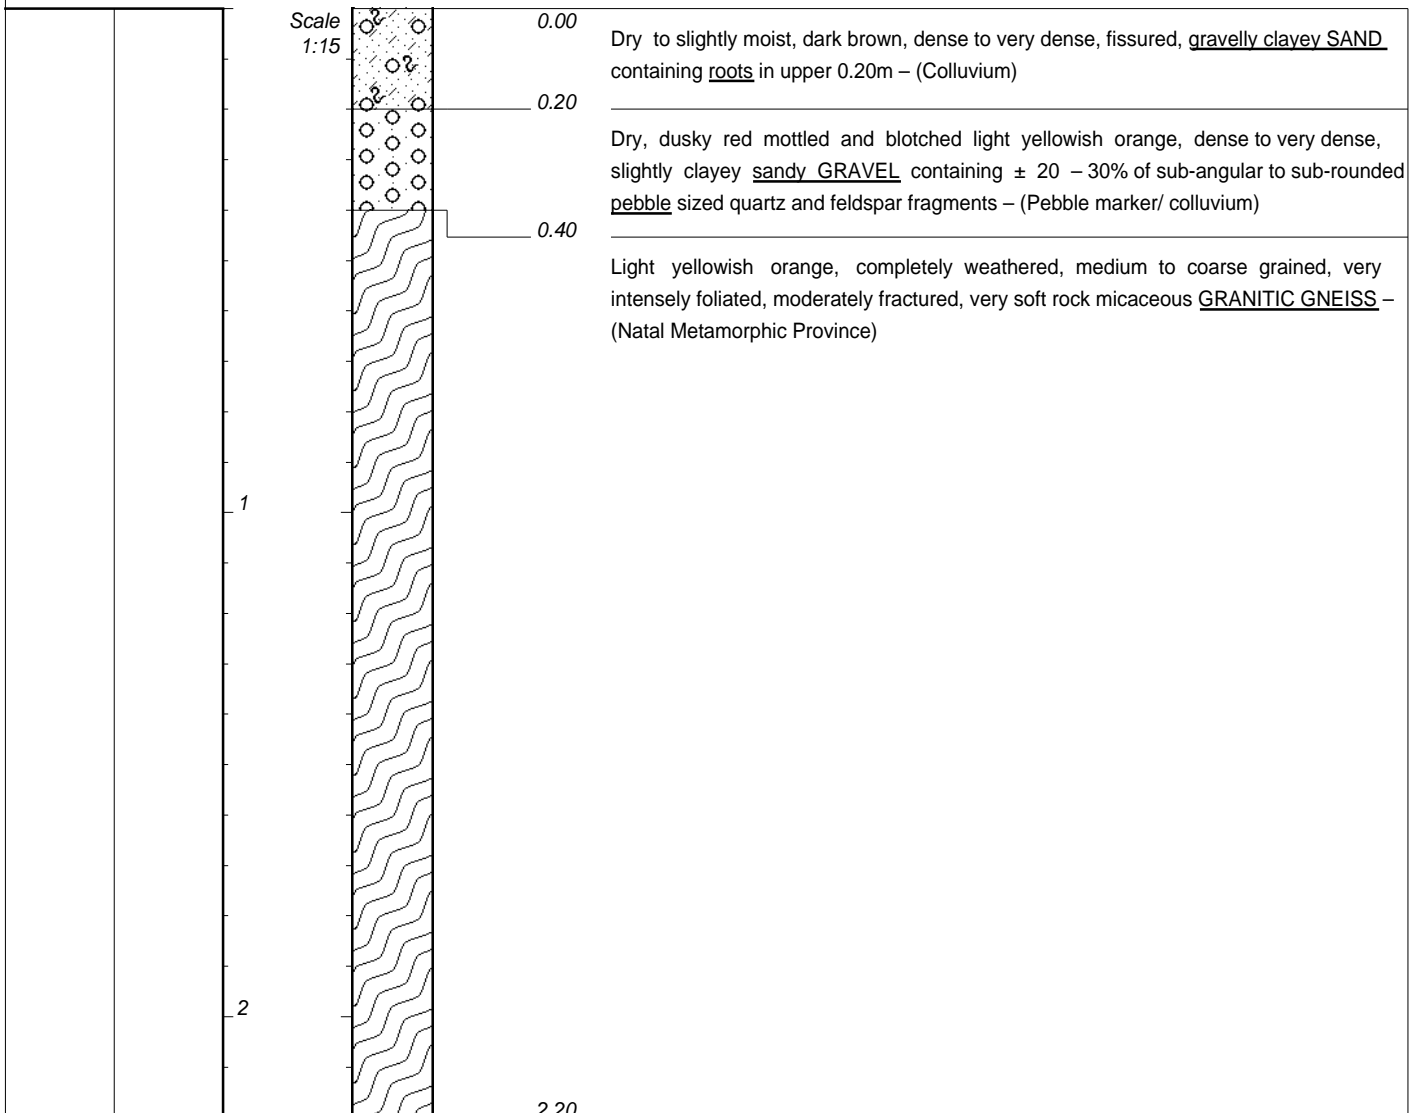 Scale
1:15
0.00
Dry to slightly moist, dark brown, dense to very dense, fissured, gravelly clayey SAND
containing roots in upper 0.20m – (Colluvium)
0.20
Dry, dusky red mottled and blotched light yellowish orange, dense to very dense,
slightly clayey sandy GRAVEL containing ± 20 – 30% of sub-angular to sub-rounded
pebble sized quartz and feldspar fragments – (Pebble marker/ colluvium)
0.40
Light yellowish orange, completely weathered, medium to coarse grained, very
intensely foliated, moderately fractured, very soft rock micaceous GRANITIC GNEISS –
(Natal Metamorphic Province)
1
2
2.20